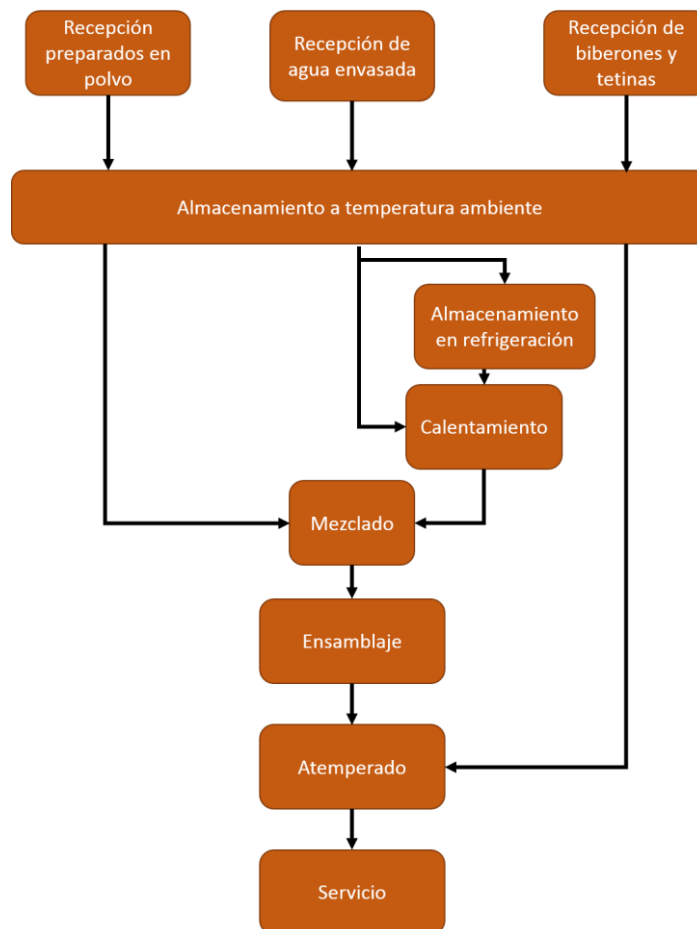 Recepción
preparados en
polvo
Recepción de
agua envasada
Recepción de
biberones y
tetinas
Almacenamiento a temperatura ambiente
Almacenamiento
en refrigeración
Calentamiento
Mezclado
Ensamblaje
Atemperado
Servicio